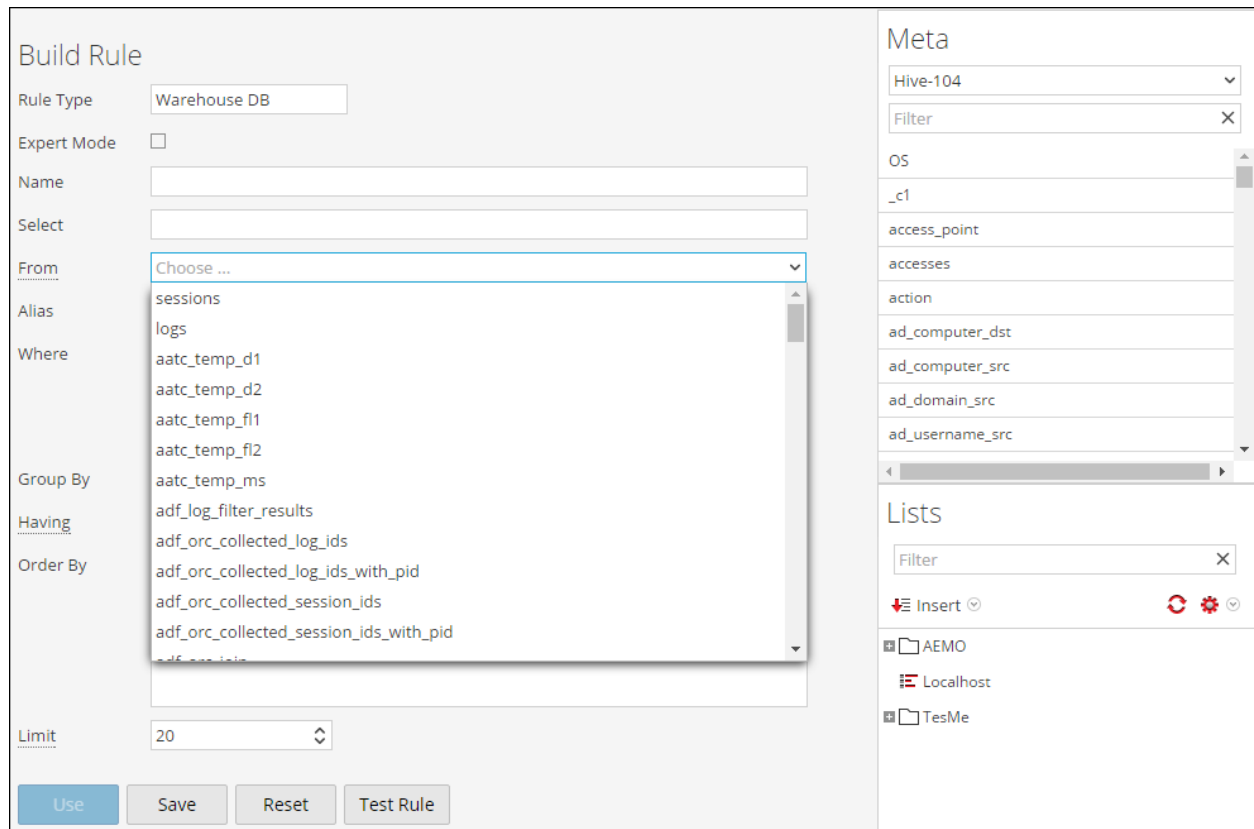 Build Rule
Rule Type
Warehouse DB
Expert Mode
Name
Select
From
Choose ...
sessions
logs
aatc_temp_d1
aatc_temp_d2
aatc_temp_fl1
aatc_temp_fl2
aatc_temp_ms
adf_log_filter_results
adf_orc_collected_log_ids
adf_orc_collected_log_ids_with_pid
adf_orc_collected_session_ids
adf_orc_collected_session_ids_with_pid
adf_orc_join
Alias
Where
Group By
Having
Order By
Limit
20
Use
Save
Reset
Test Rule
Meta
Hive-104
Filter
OS
_c1
access_point
accesses
action
ad_computer_dst
ad_computer_src
ad_domain_src
ad_username_src
Lists
Filter
Insert
AEMO
Localhost
TesMe